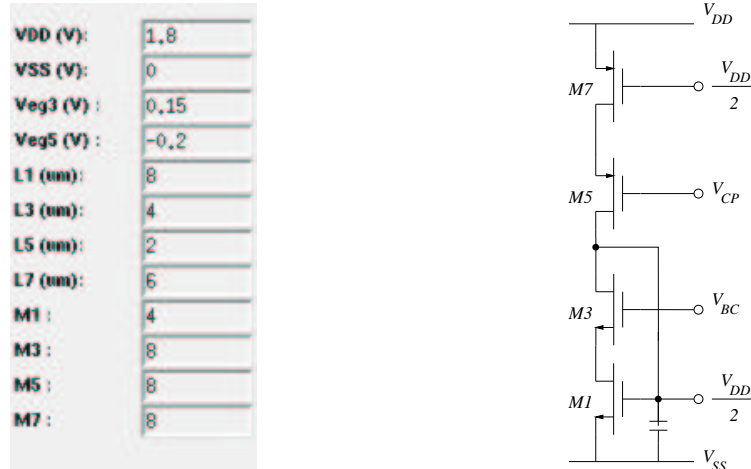 VDD (V): 1.8
VSS (V): 0
Veg3 (V) : 0.15
Veg5 (V) : -0.2
L1 (um): 8
L3 (um): 4
L5 (um): 2
L7 (um): 6
M1 : 4
M3 : 8
M5 : 8
M7 : 8
VDD
M7
VDD
2
M5
VCP
M3
VBC
M1
VDD
2
VSS